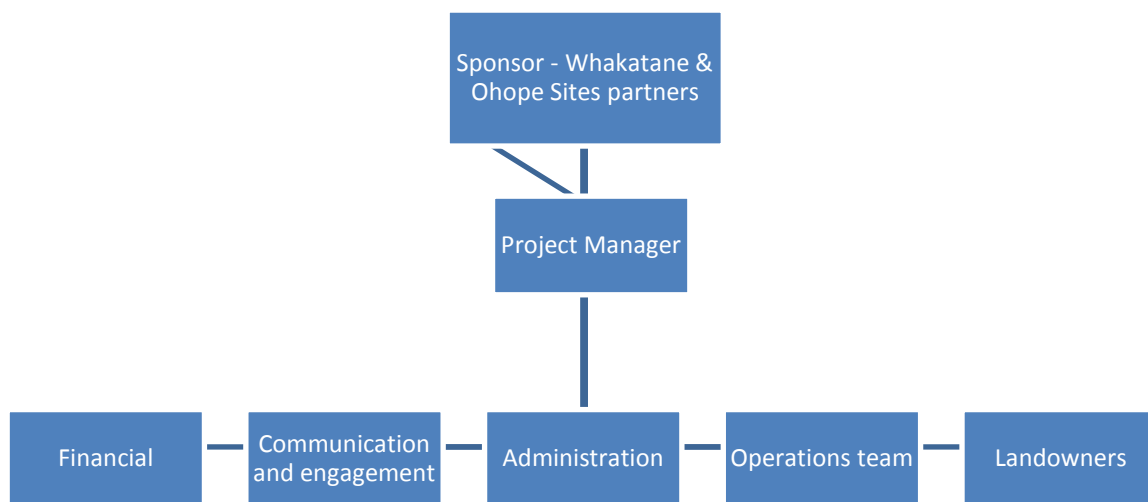 Sponsor - Whakatane &
Ohope Sites partners
Project Manager
Financial
Communication
and engagement
Administration
Operations team
Landowners